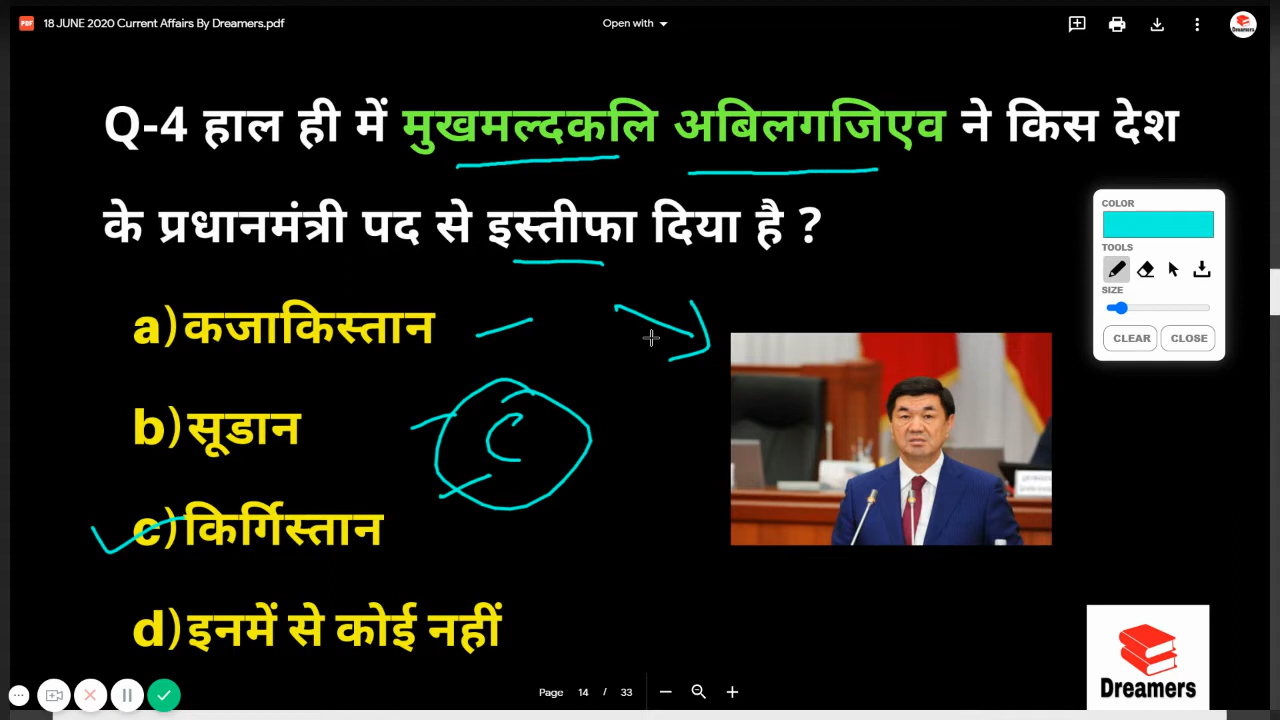 18 JUNE 2020 Current Affairs By Dreamers.pdf
Open with
Dreamers
Q-4 हाल ही में मुखमल्दकलि अबिलगजिएव ने किस देश
के प्रधानमंत्री पद से इस्तीफा दिया है ?
COLOR
TOOLS
SIZE
CLEAR CLOSE
a)कजाकिस्तान
b)सूडान
C
c)किर्गिस्तान
d)इनमें से कोई नहीं
Dreamers
Page 14 / 33